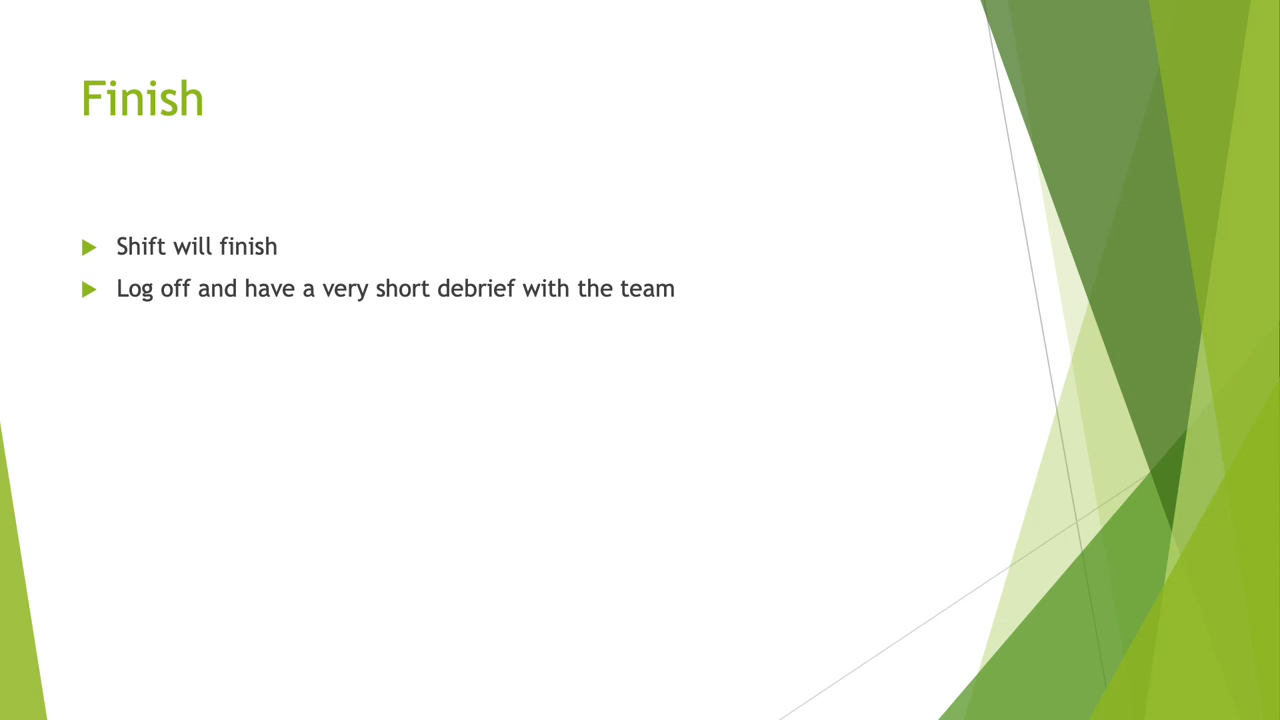 Finish
Shift will finish
Log off and have a very short debrief with the team